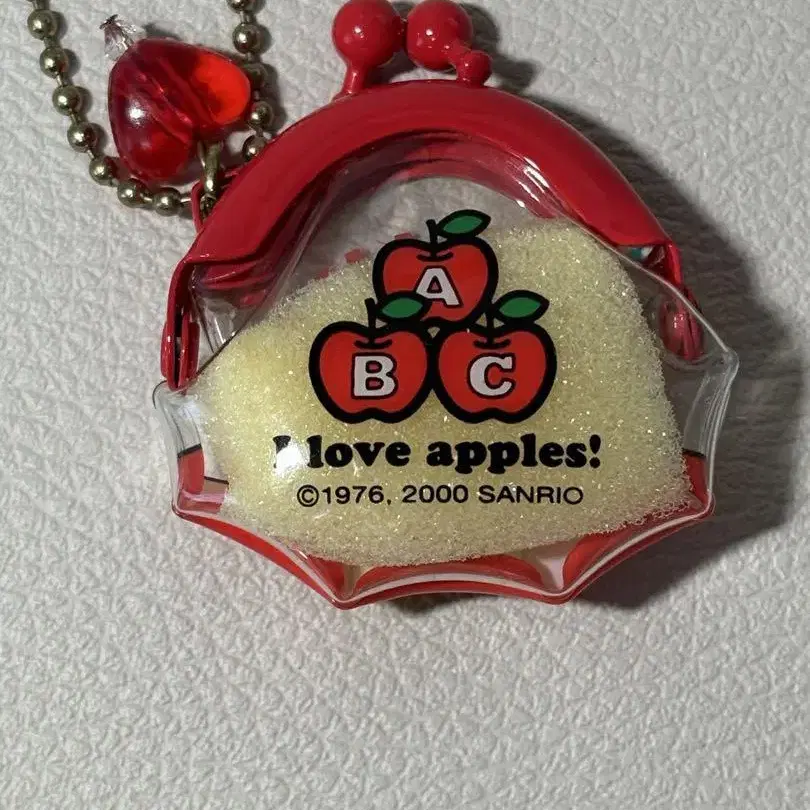 A
B C
I love apples!
©1976, 2000 SANRIO